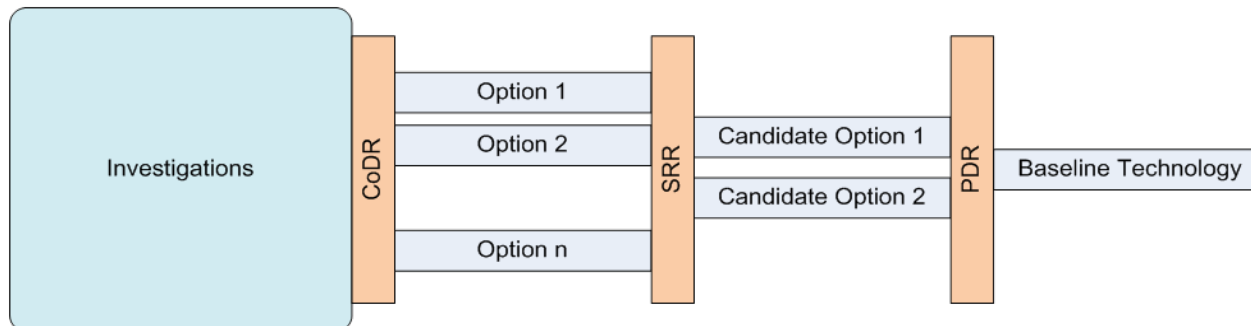 Investigations
CoDR
Option 1
Option 2
Option n
SRR
Candidate Option 1
Candidate Option 2
PDR
Baseline Technology